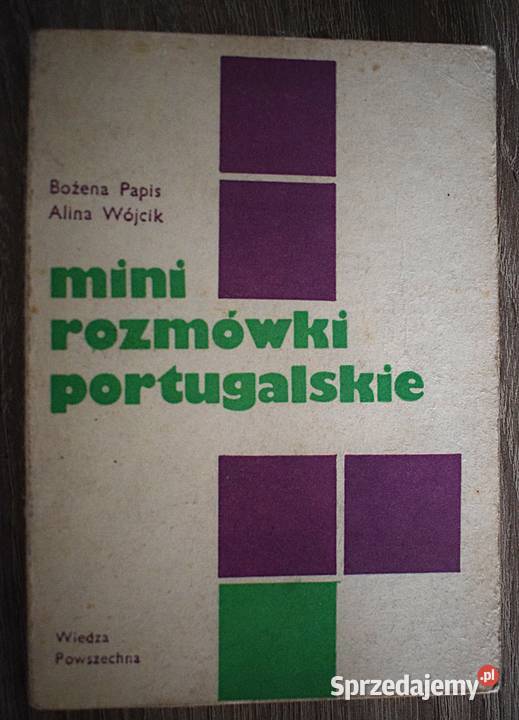 Bożena Papis
Alina Wójcik
mini
rozmówki
portugalskie
Wiedza
Powszechna
Sprzedajemy.pl